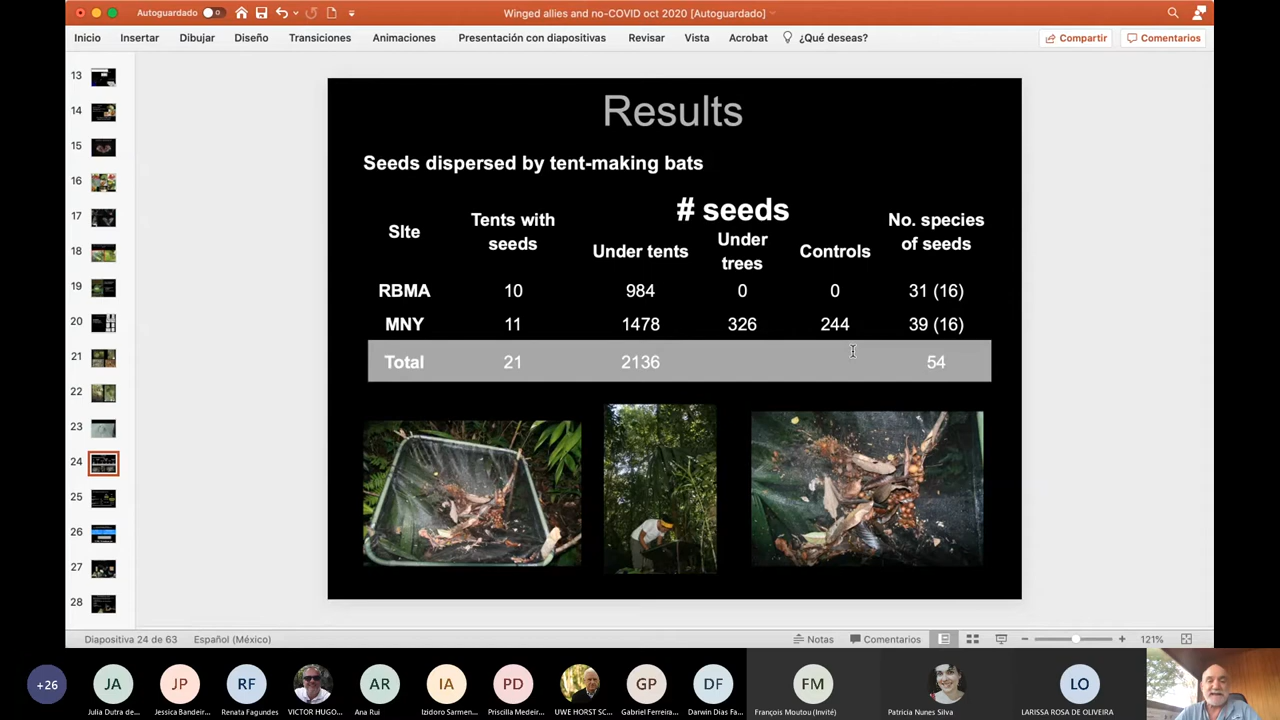 Autoguardado
Winged allies and no-COVID oct 2020 [Autoguardado]
Inicio Insertar Dibujar Diseño Transiciones Animaciones Presentación con diapositivas Revisar Vista Acrobat ¿Qué deseas? Compartir Comentarios
13
14
15
16
17
18
19
20
21
22
23
24
25
26
27
28
Results
Seeds dispersed by tent-making bats
SIte
Tents with seeds
# seeds
Under tents
Under trees
Controls
No. species of seeds
RBMA 10 984 0 0 31 (16)
MNY 11 1478 326 244 39 (16)
Total 21 2136 54
Diapositiva 24 de 63 Español (México) Notas Comentarios 121%
+26 JA JP RF AR IA PD GP DF FM LO
Julia Dutra de... Jessica Bandeir... Renata Fagundes VICTOR HUGO... Ana Rui Izidoro Sarmen... Priscilla Medeir... UWE HORST SC... Gabriel Ferreira... Darwin Dias Fa... François Moutou (Invité) Patricia Nunes Silva LARISSA ROSA DE OLIVEIRA